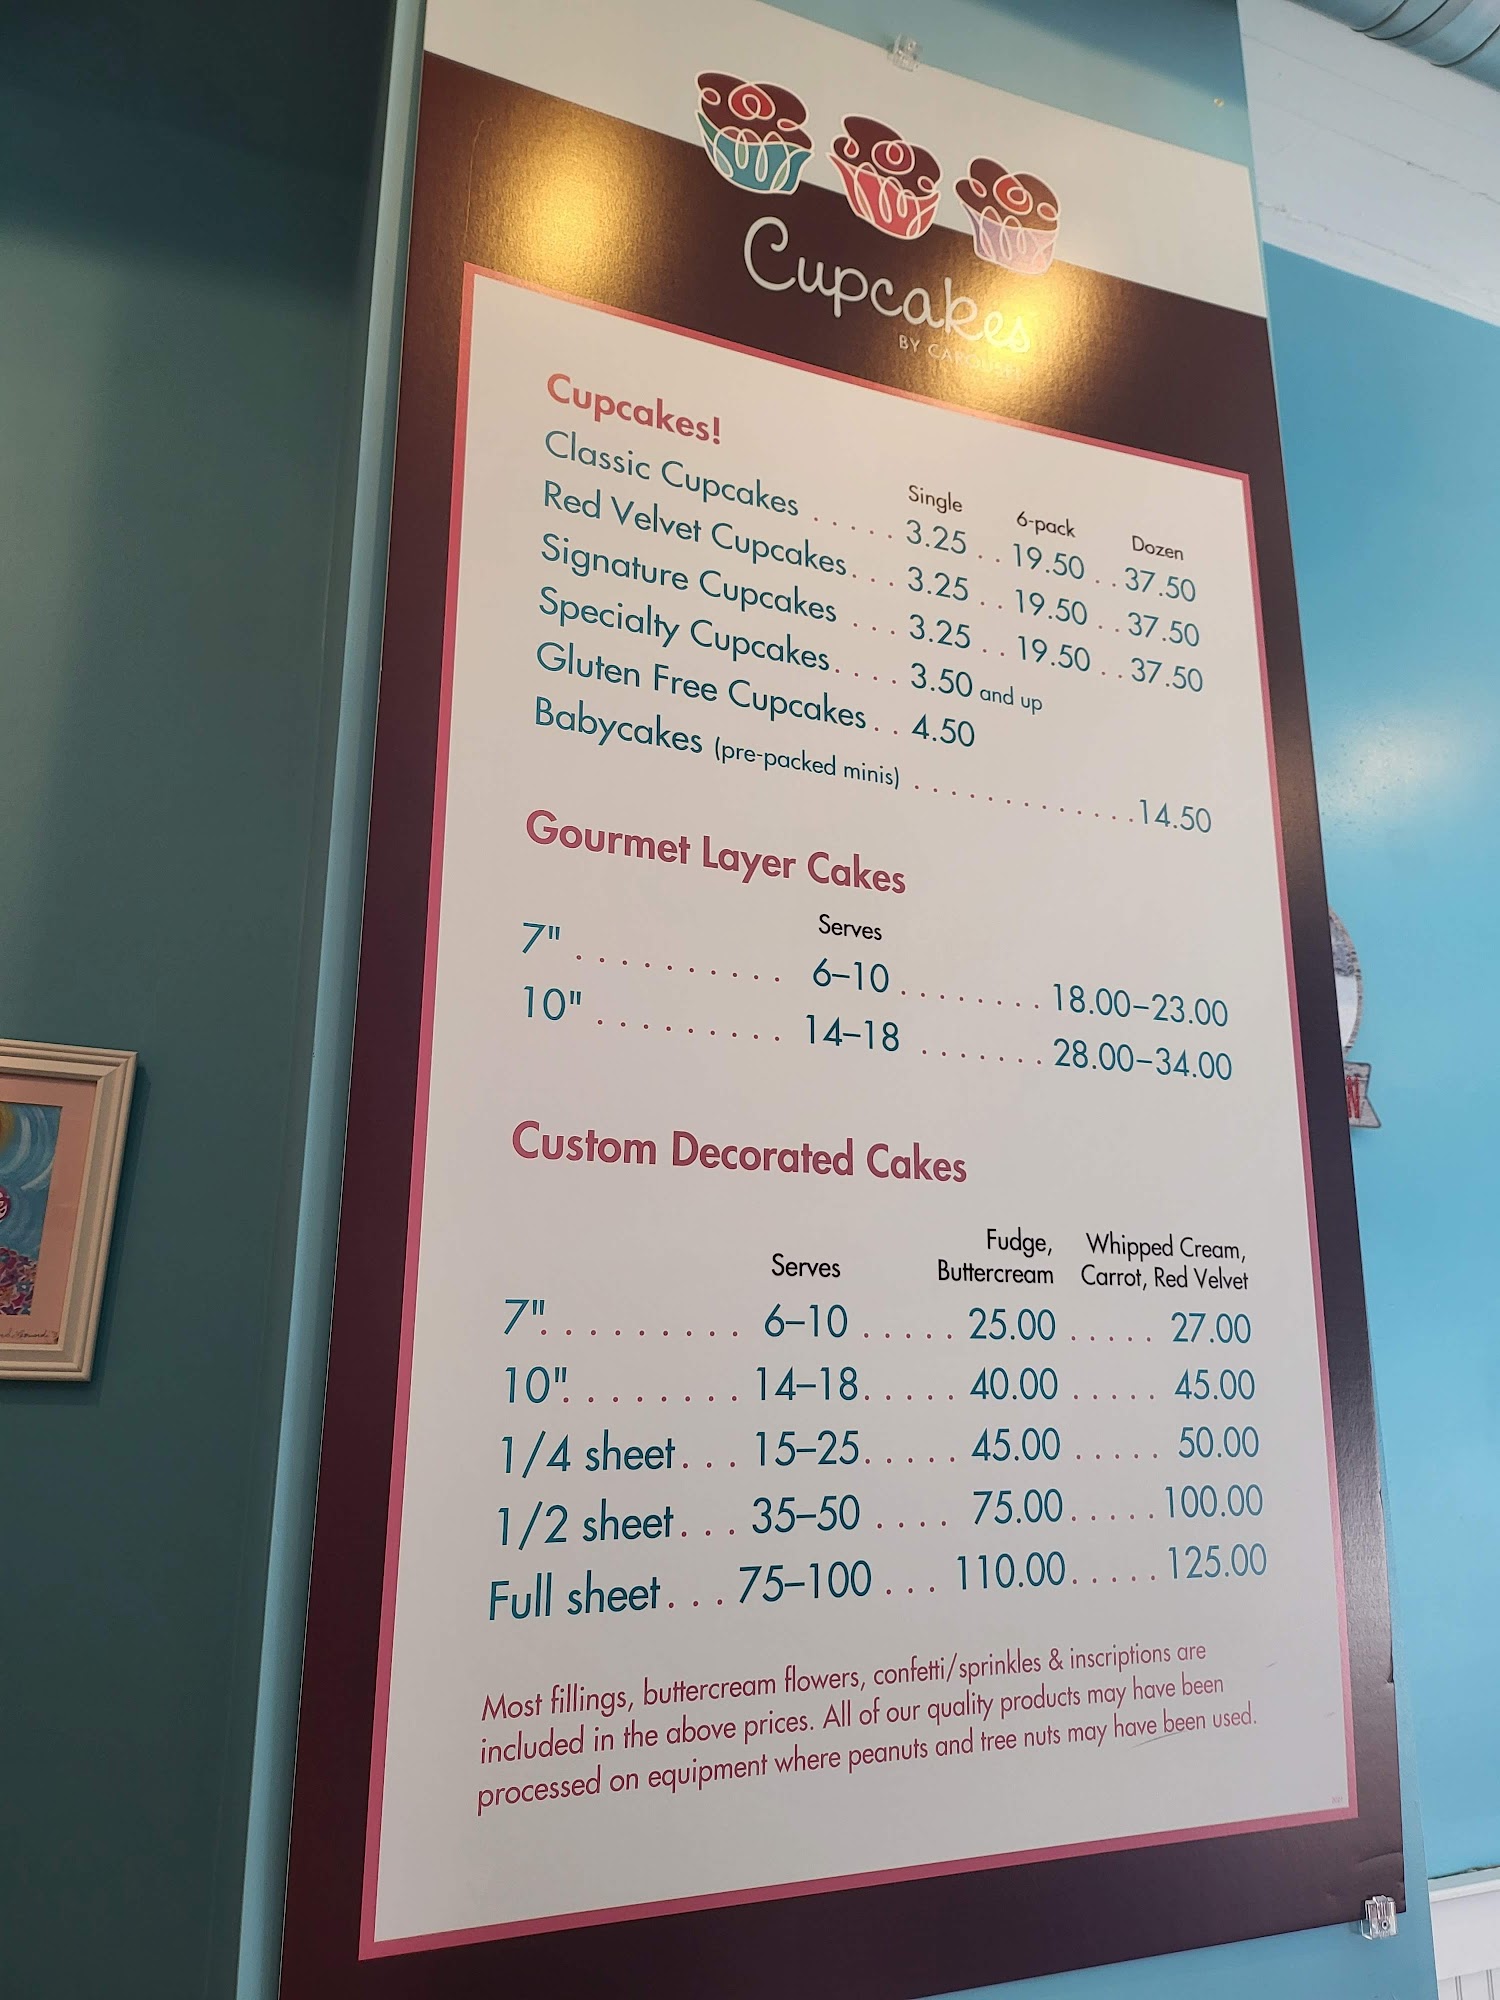 Cupcakes
BY CAROUSEL
Cupcakes!
Single 6-pack Dozen
Classic Cupcakes ..... 3.25 .. 19.50 .. 37.50
Red Velvet Cupcakes... 3.25 .. 19.50 .. 37.50
Signature Cupcakes ... 3.25 .. 19.50 .. 37.50
Specialty Cupcakes.... 3.50 and up
Gluten Free Cupcakes.. 4.50
Babycakes (pre-packed minis) ............. 14.50
Gourmet Layer Cakes
Serves
7" .......... 6–10 ........ 18.00–23.00
10" ......... 14–18 ....... 28.00–34.00
Custom Decorated Cakes
Serves Fudge, Buttercream Whipped Cream, Carrot, Red Velvet
7" ......... 6–10 ..... 25.00 ..... 27.00
10" ........ 14–18 ..... 40.00 ..... 45.00
1/4 sheet... 15–25 ..... 45.00 ..... 50.00
1/2 sheet... 35–50 .... 75.00 ..... 100.00
Full sheet... 75–100 ... 110.00 ..... 125.00
Most fillings, buttercream flowers, confetti/sprinkles & inscriptions are
included in the above prices. All of our quality products may have been
processed on equipment where peanuts and tree nuts may have been used.